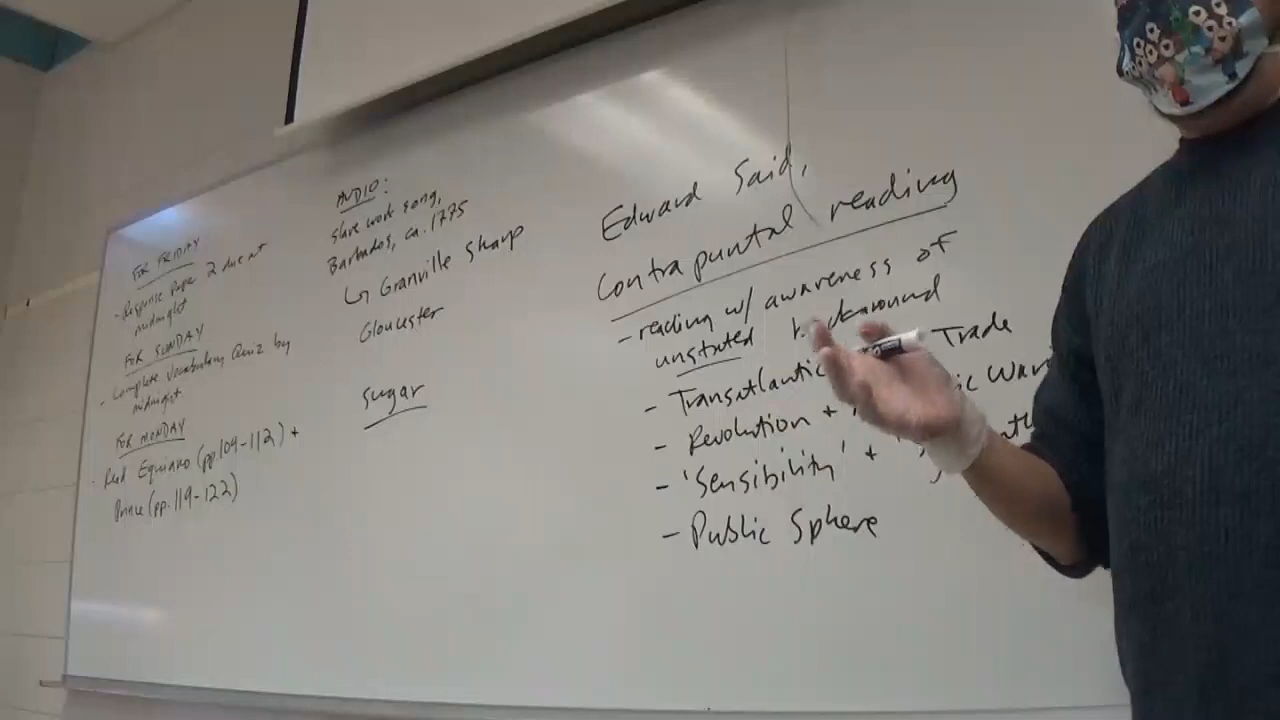 FOR FRIDAY
- Response Paper 2 due at
midnight
FOR SUNDAY
- Complete Vocabulary Quiz by
midnight
FOR MONDAY
- Read Equiano (pp. 109-112) +
Prince (pp. 119-122)
AUDIO:
slave work song,
Barbados, ca. 1775
↳ Granville Sharp
Gloucester
sugar
Edward Said,
Contrapuntal reading
- reading w/ awareness of
unstated background
- Transatlantic Trade
- Revolution +
- 'Sensibility' +
- Public Sphere